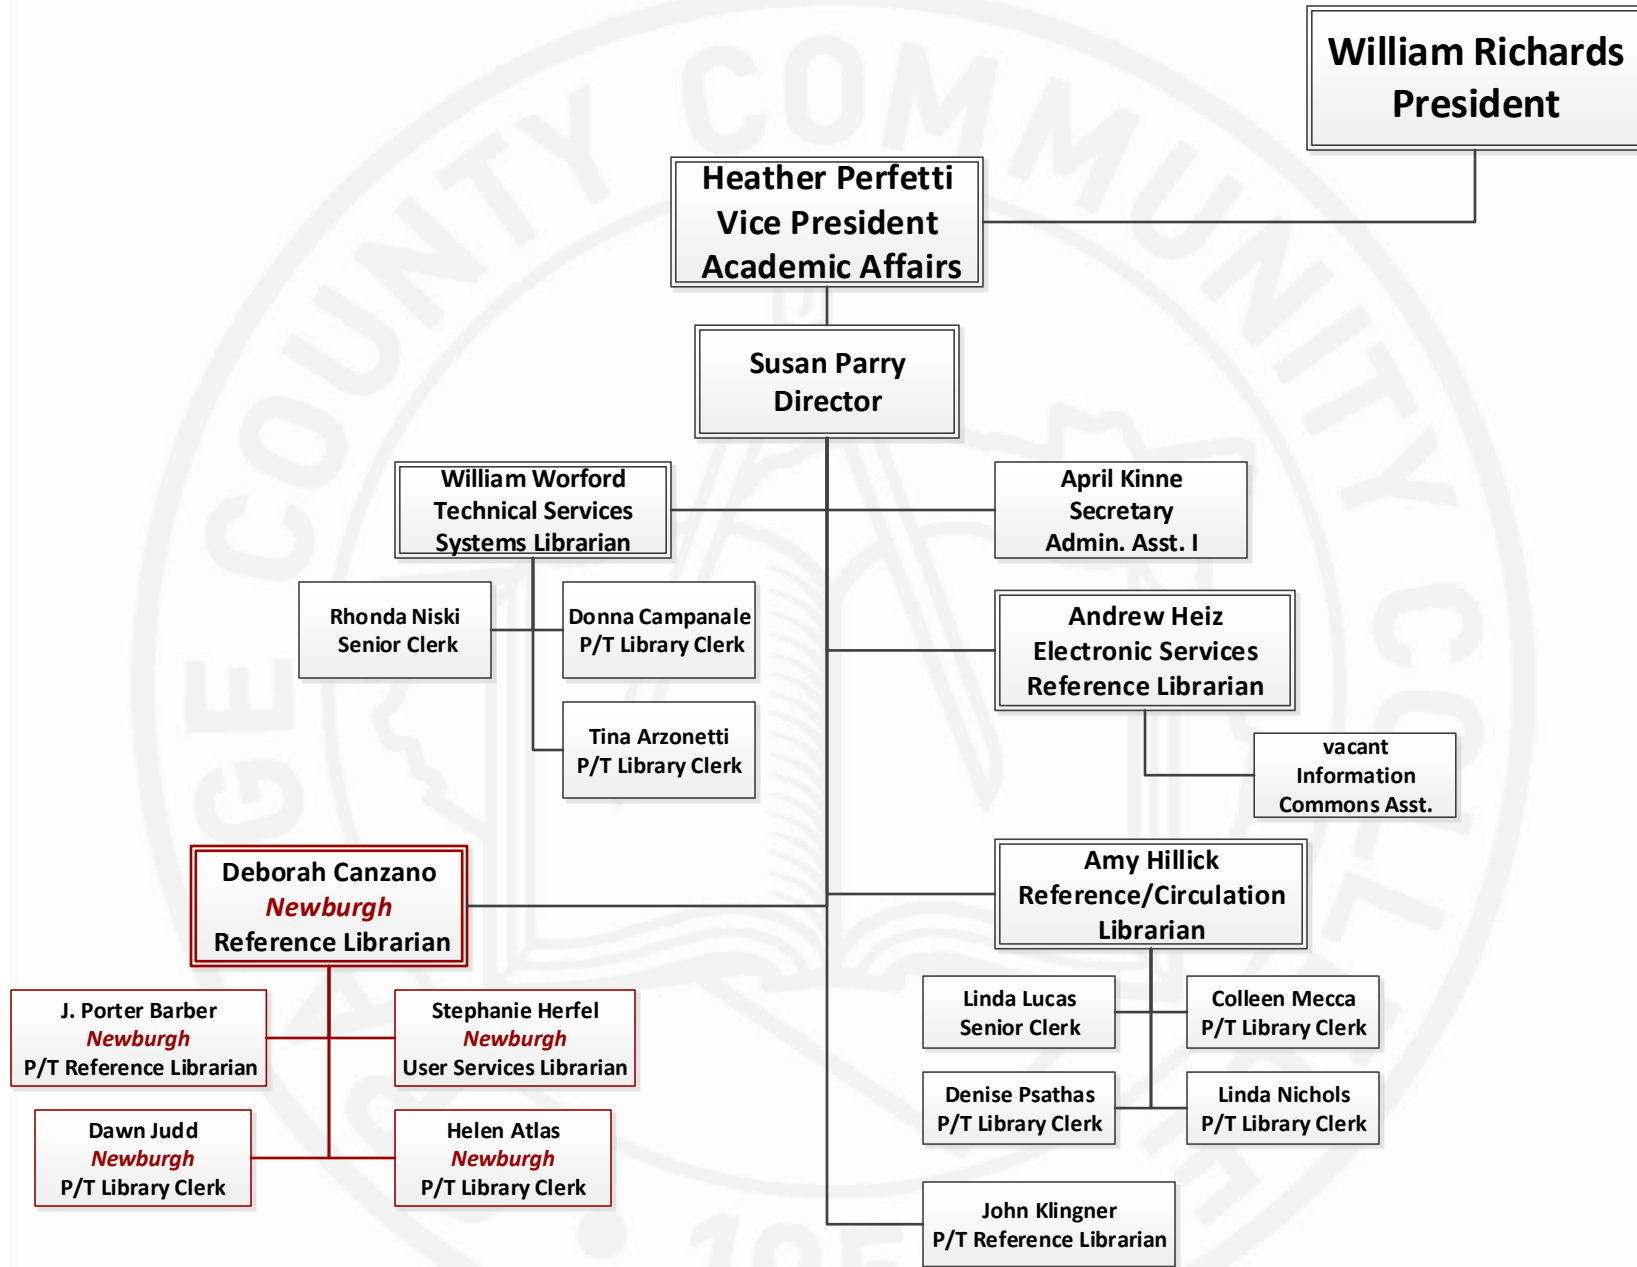 William Richards
President
Heather Perfetti
Vice President
Academic Affairs
Susan Parry
Director
William Worford
Technical Services
Systems Librarian
April Kinne
Secretary
Admin. Asst. I
Rhonda Niski
Senior Clerk
Donna Campanale
P/T Library Clerk
Andrew Heiz
Electronic Services
Reference Librarian
Tina Arzonetti
P/T Library Clerk
vacant
Information
Commons Asst.
Deborah Canzano
Newburgh
Reference Librarian
Amy Hillick
Reference/Circulation
Librarian
J. Porter Barber
Newburgh
P/T Reference Librarian
Stephanie Herfel
Newburgh
User Services Librarian
Linda Lucas
Senior Clerk
Colleen Mecca
P/T Library Clerk
Dawn Judd
Newburgh
P/T Library Clerk
Helen Atlas
Newburgh
P/T Library Clerk
Denise Psathas
P/T Library Clerk
Linda Nichols
P/T Library Clerk
John Klingner
P/T Reference Librarian
COUNTY COMMUNITY